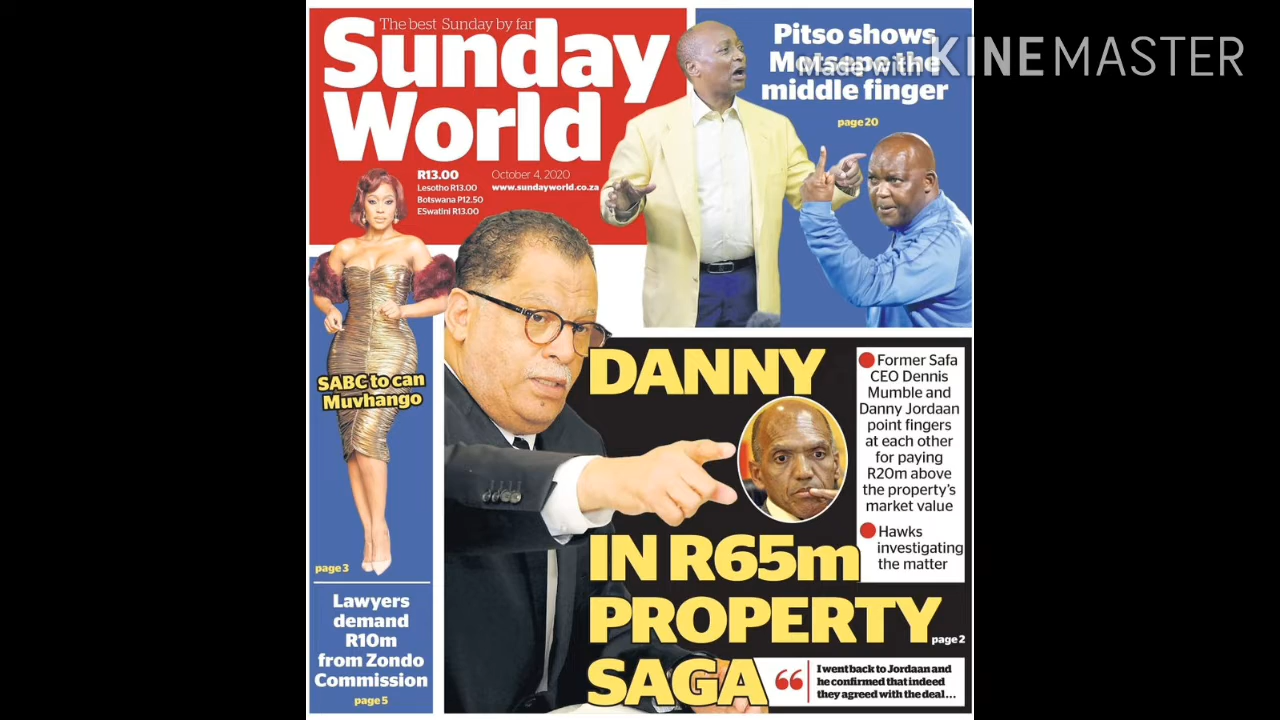 The best Sunday by far
Sunday
World
R13.00
Lesotho R13.00
Botswana P12.50
ESwatini R13.00
October 4, 2020
www.sundayworld.co.za
Pitso shows
Motsepe the
middle finger
page 20
Made with KINEMASTER
SABC to can
Muvhango
page 3
Lawyers
demand
R10m
from Zondo
Commission
page 5
DANNY
IN R65m
PROPERTY
SAGA
page 2
Former Safa
CEO Dennis
Mumble and
Danny Jordaan
point fingers
at each other
for paying
R20m above
the property's
market value
Hawks
investigating
the matter
“ I went back to Jordaan and
he confirmed that indeed
they agreed with the deal...